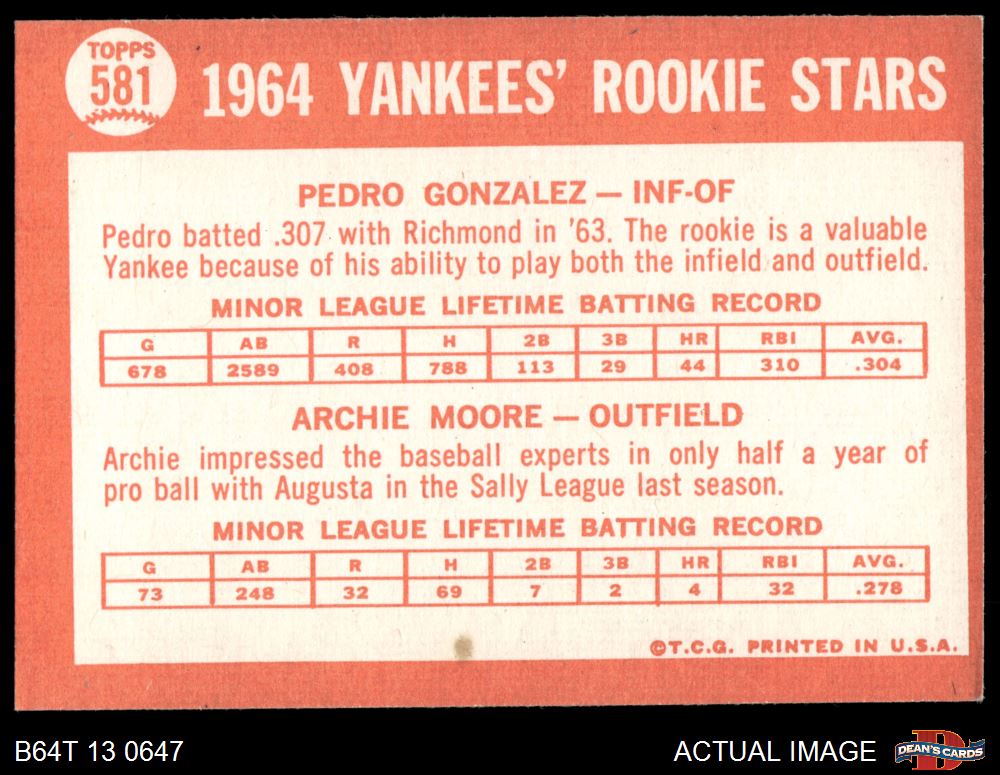 TOPPS
581
1964 YANKEES' ROOKIE STARS
PEDRO GONZALEZ — INF-OF
Pedro batted .307 with Richmond in '63. The rookie is a valuable
Yankee because of his ability to play both the infield and outfield.
MINOR LEAGUE LIFETIME BATTING RECORD
G AB R H 2B 3B HR RBI AVG.
678 2589 408 788 113 29 44 310 .304
ARCHIE MOORE — OUTFIELD
Archie impressed the baseball experts in only half a year of
pro ball with Augusta in the Sally League last season.
MINOR LEAGUE LIFETIME BATTING RECORD
G AB R H 2B 3B HR RBI AVG.
73 248 32 69 7 2 4 32 .278
©T.C.G. PRINTED IN U.S.A.
B64T 13 0647
ACTUAL IMAGE
D
DEAN'S CARDS